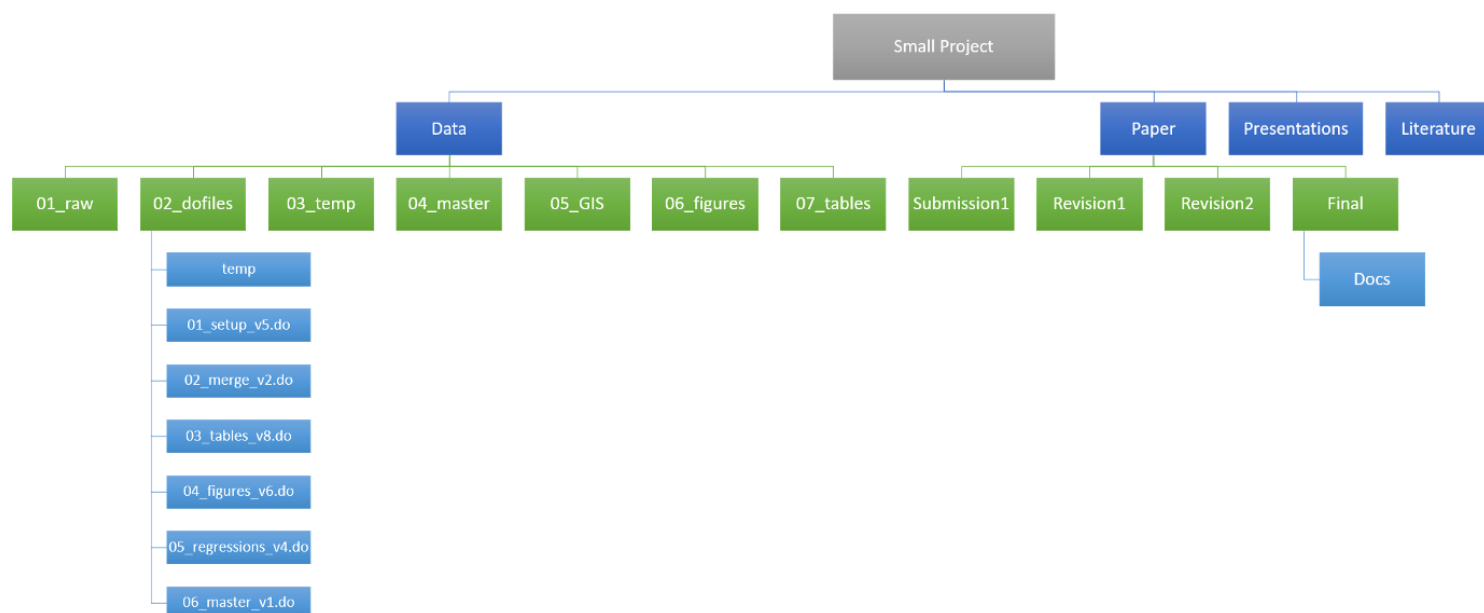 Small Project
Data
Paper
Presentations
Literature
01_raw
02_dofiles
03_temp
04_master
05_GIS
06_figures
07_tables
Submission1
Revision1
Revision2
Final
temp
Docs
01_setup_v5.do
02_merge_v2.do
03_tables_v8.do
04_figures_v6.do
05_regressions_v4.do
06_master_v1.do